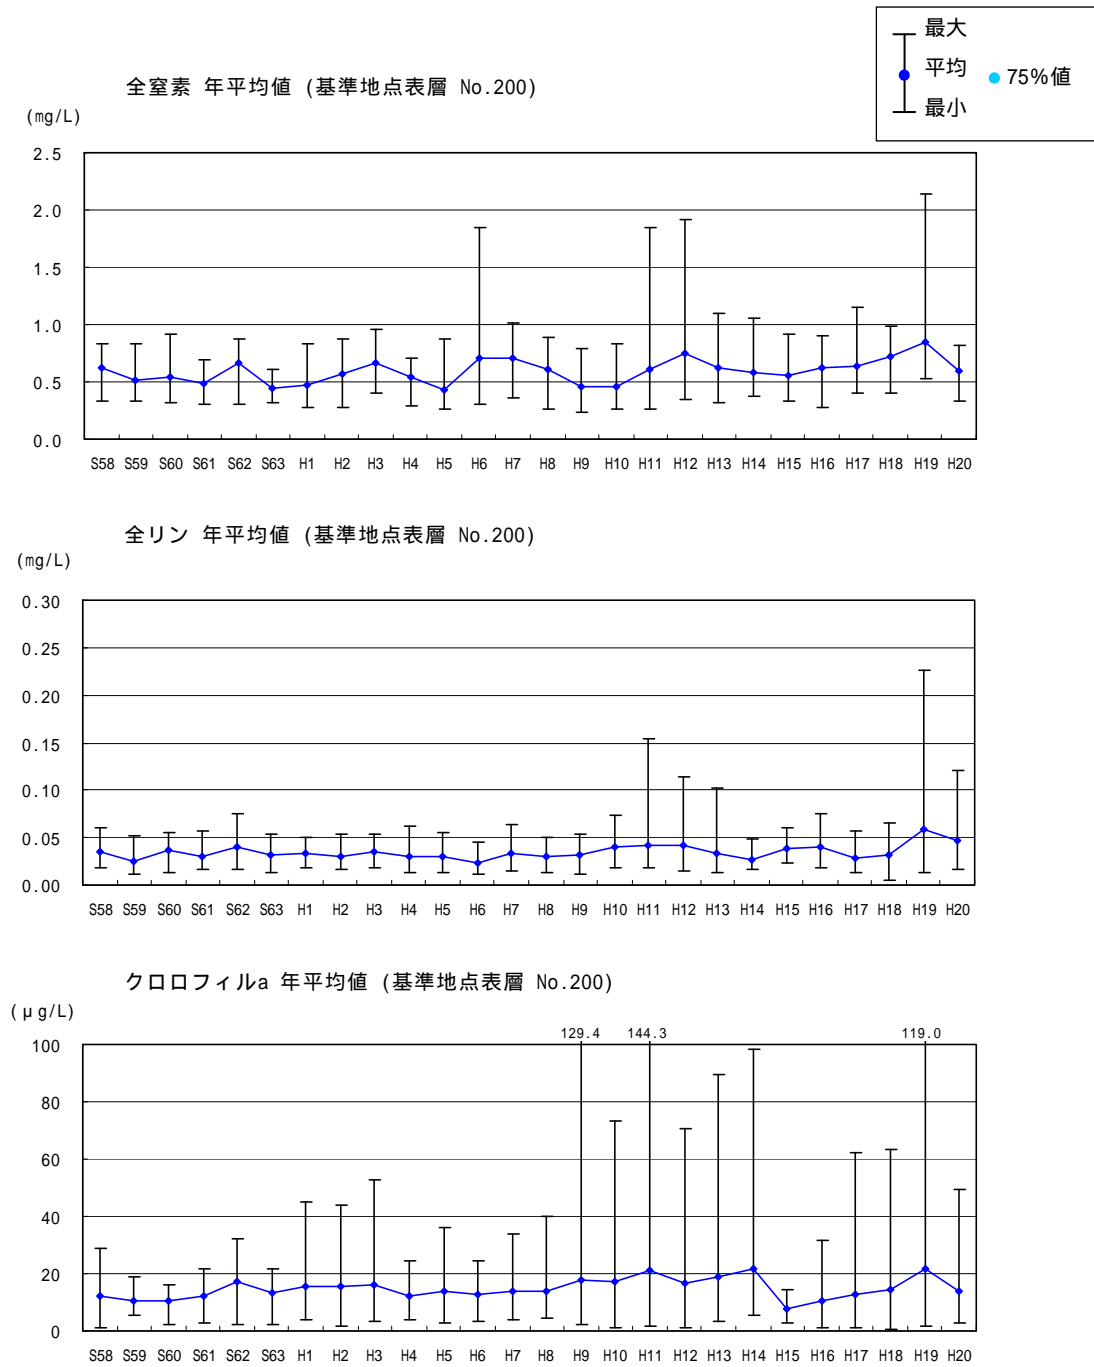 最大
平均
75%値
最小
全窒素 年平均値 (基準地点表層 No.200)
(mg/L)
2.5
2.0
1.5
1.0
0.5
0.0
S58 S59 S60 S61 S62 S63 H1 H2 H3 H4 H5 H6 H7 H8 H9 H10 H11 H12 H13 H14 H15 H16 H17 H18 H19 H20
全リン 年平均値 (基準地点表層 No.200)
(mg/L)
0.30
0.25
0.20
0.15
0.10
0.05
0.00
S58 S59 S60 S61 S62 S63 H1 H2 H3 H4 H5 H6 H7 H8 H9 H10 H11 H12 H13 H14 H15 H16 H17 H18 H19 H20
クロロフィルa 年平均値 (基準地点表層 No.200)
(μg/L)
129.4 144.3 119.0
100
80
60
40
20
0
S58 S59 S60 S61 S62 S63 H1 H2 H3 H4 H5 H6 H7 H8 H9 H10 H11 H12 H13 H14 H15 H16 H17 H18 H19 H20